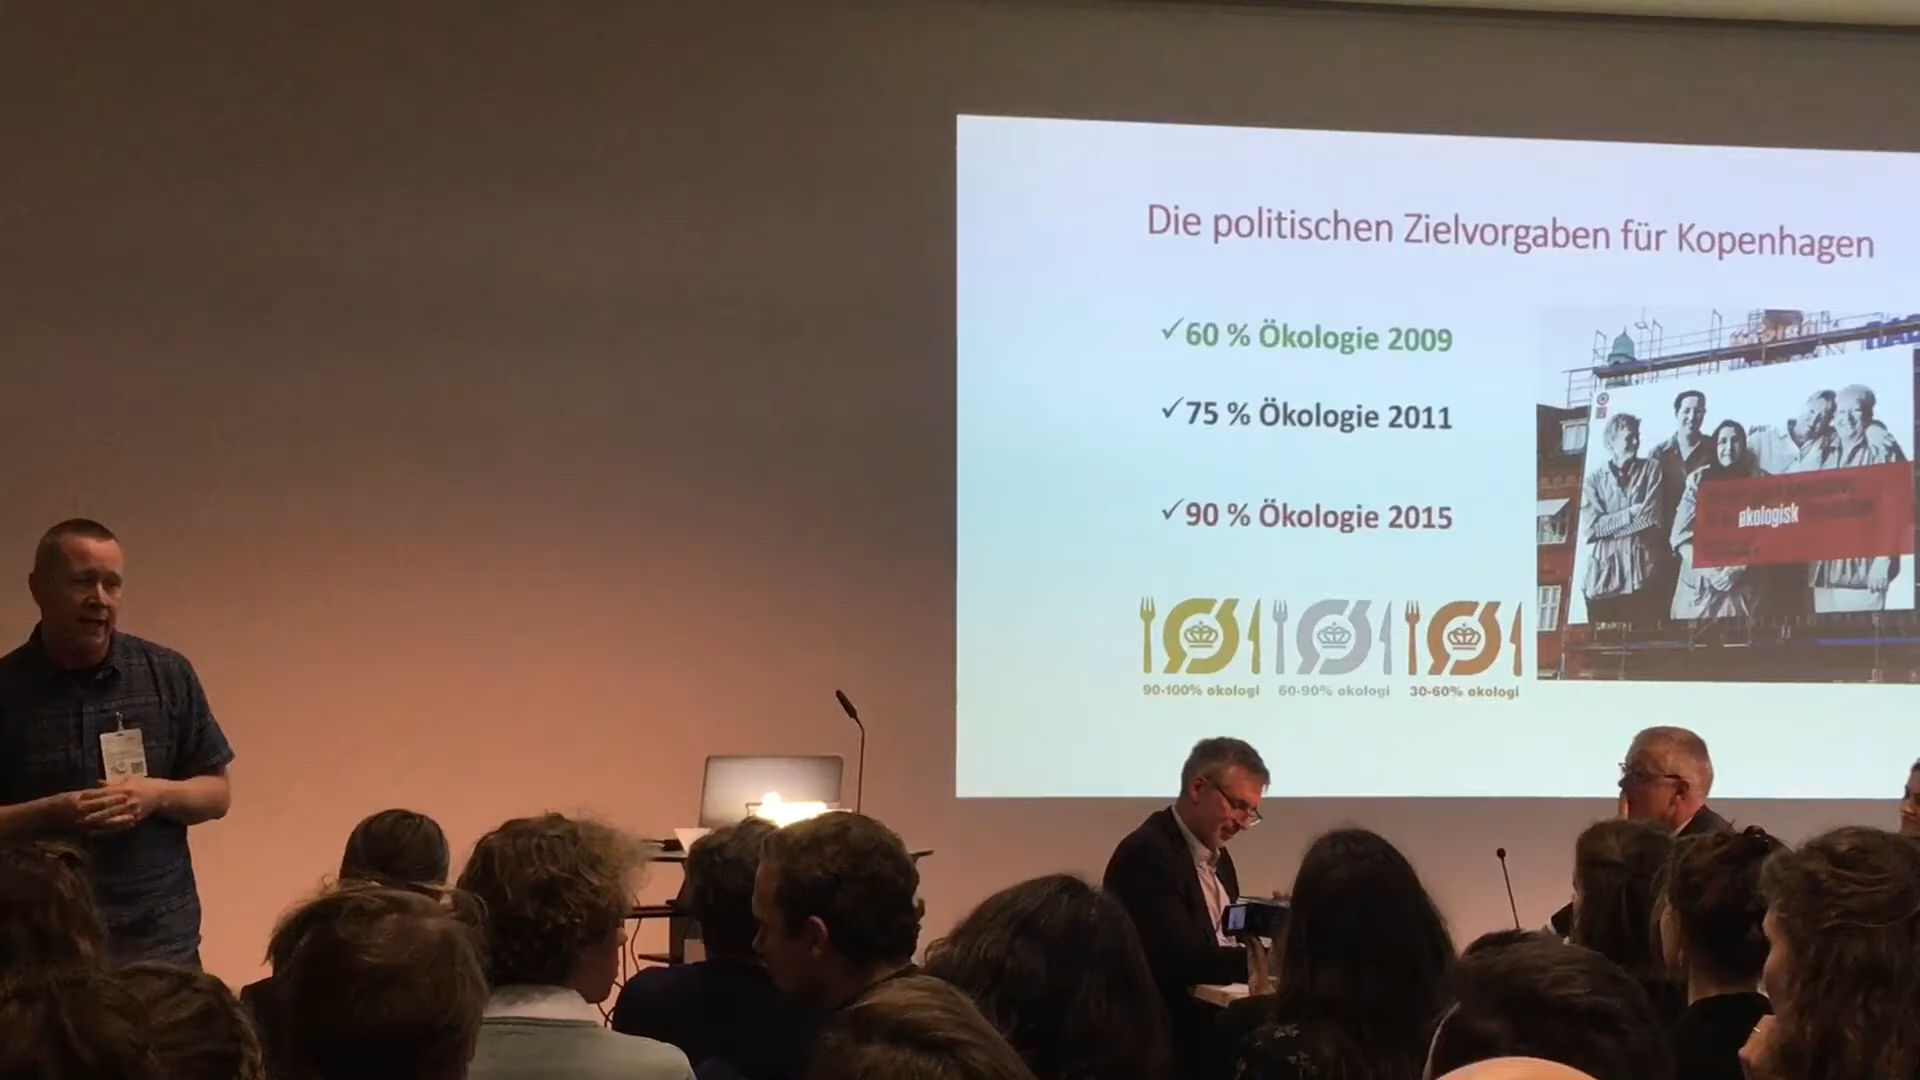 Die politischen Zielvorgaben für Kopenhagen
✓60 % Ökologie 2009
✓75 % Ökologie 2011
✓90 % Ökologie 2015
økologisk
90-100% økologi
60-90% økologi
30-60% økologi